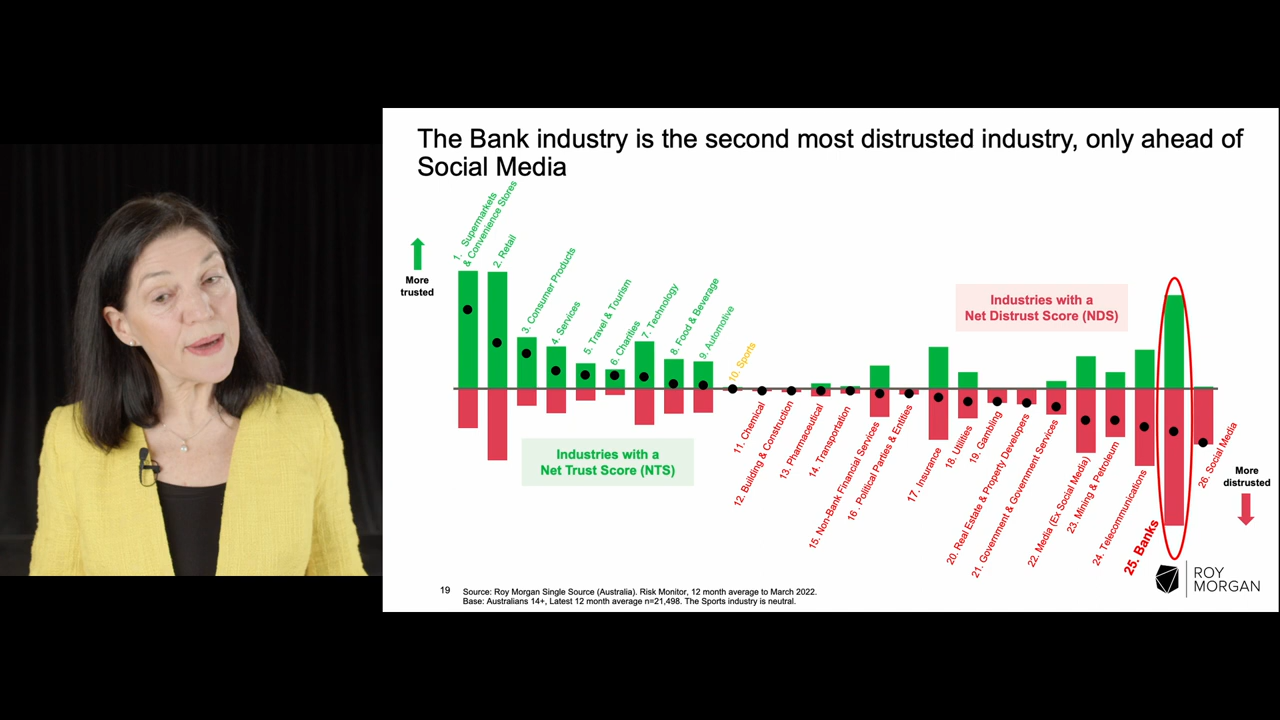 The Bank industry is the second most distrusted industry, only ahead of
Social Media
More
trusted
1. Supermarkets
& Convenience Stores
2. Retail
3. Consumer Products
4. Services
5. Travel & Tourism
6. Charities
7. Technology
8. Food & Beverage
9. Automotive
10. Sports
11. Chemical
12. Building & Construction
13. Pharmaceutical
14. Transportation
15. Non-Bank Financial Services
16 . Political Parties & Entities
17. Insurance
18. Utilities
19. Gambling
20. Real Estate & Property Developers
21. Government & Government Services
22. Media (Ex Social Media)
23. Mining & Petroleum
24. Telecommunications
25. Banks
26. Social Media
Industries with a
Net Distrust Score (NDS)
Industries with a
Net Trust Score (NTS)
More
distrusted
19
Source: Roy Morgan Single Source (Australia). Risk Monitor, 12 month average to March 2022.
Base: Australians 14+, Latest 12 month average n=21,498. The Sports industry is neutral.
ROY
MORGAN